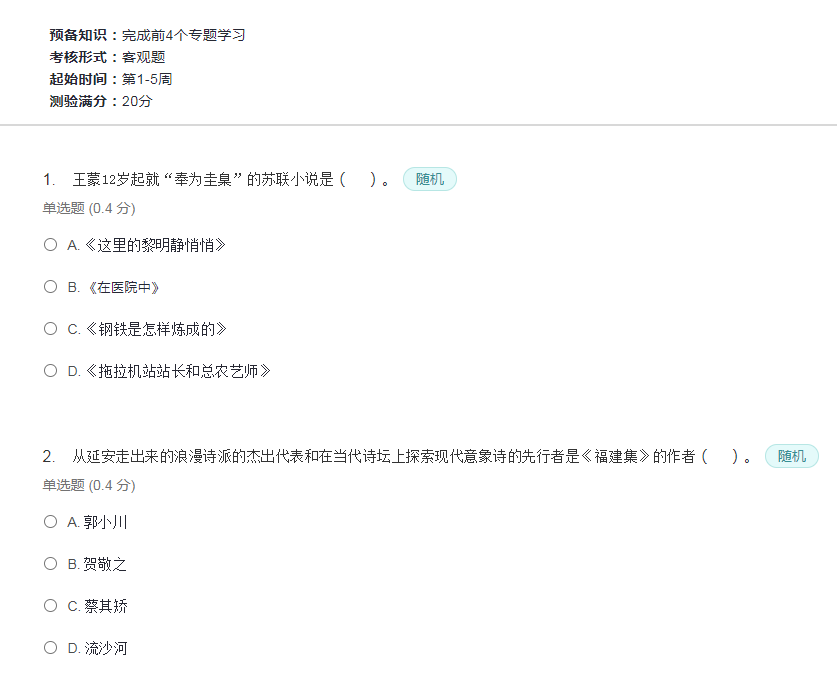 预备知识：完成前4个专题学习
考核形式：客观题
起始时间：第1-5周
测验满分：20分
1. 王蒙12岁起就“奉为圭臬”的苏联小说是（ ）。 随机
单选题 (0.4 分)
A.《这里的黎明静悄悄》
B.《在医院中》
C.《钢铁是怎样炼成的》
D.《拖拉机站站长和总农艺师》
2. 从延安走出来的浪漫诗派的杰出代表和在当代诗坛上探索现代意象诗的先行者是《福建集》的作者（ ）。 随机
单选题 (0.4 分)
A.郭小川
B.贺敬之
C.蔡其矫
D.流沙河